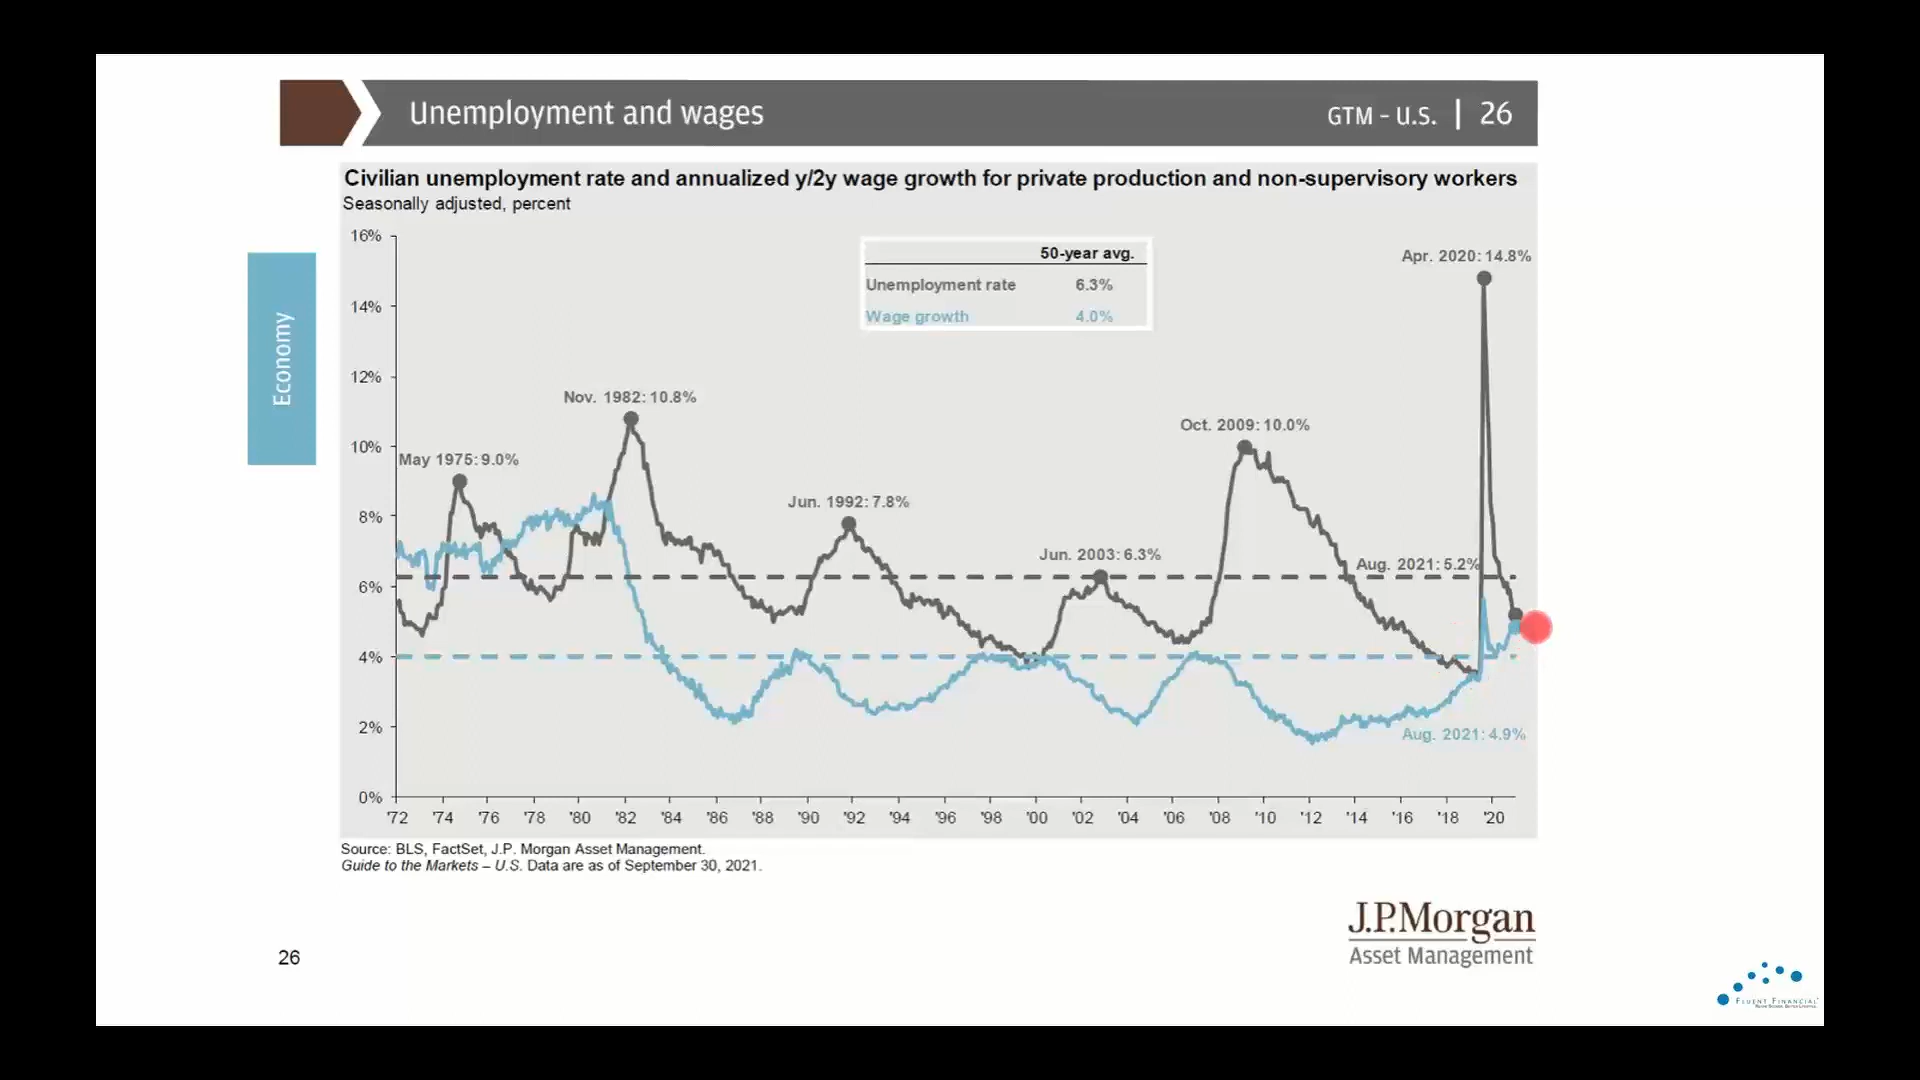 Unemployment and wages
GTM – U.S. | 26
Economy
Civilian unemployment rate and annualized y/2y wage growth for private production and non-supervisory workers
Seasonally adjusted, percent
50-year avg.
Unemployment rate 6.3%
Wage growth 4.0%
16%
14%
12%
10%
8%
6%
4%
2%
0%
May 1975: 9.0%
Nov. 1982: 10.8%
Jun. 1992: 7.8%
Jun. 2003: 6.3%
Oct. 2009: 10.0%
Apr. 2020: 14.8%
Aug. 2021: 5.2%
Aug. 2021: 4.9%
'72 '74 '76 '78 '80 '82 '84 '86 '88 '90 '92 '94 '96 '98 '00 '02 '04 '06 '08 '10 '12 '14 '16 '18 '20
Source: BLS, FactSet, J.P. Morgan Asset Management.
Guide to the Markets – U.S. Data are as of September 30, 2021.
J.P.Morgan
Asset Management
26
FLUENT FINANCIAL